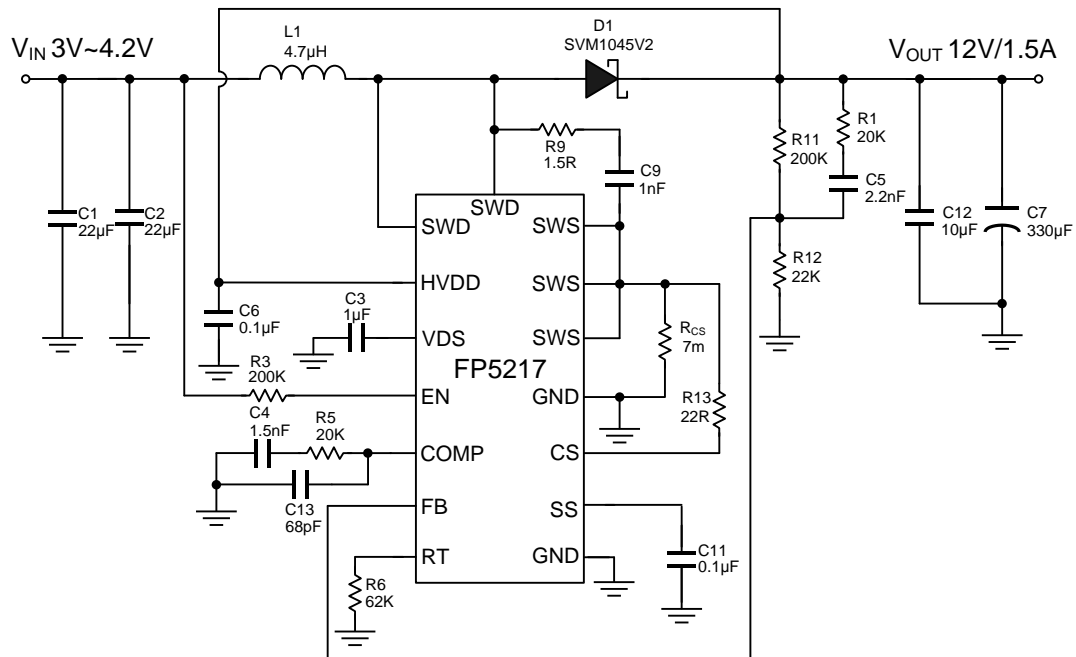 L1
4.7µH
D1
SVM1045V2
V_IN 3V~4.2V
V_OUT 12V/1.5A
R9
1.5R
C9
1nF
R11
200K
R1
20K
C5
2.2nF
C1
22µF
C2
22µF
C12
10µF
C7
330µF
SWD
SWD
SWS
HVDD
SWS
R12
22K
C6
0.1µF
C3
1µF
VDS
SWS
R_CS
7m
FP5217
R3
200K
EN
GND
R13
22R
C4
1.5nF
R5
20K
COMP
CS
C13
68pF
FB
SS
RT
GND
C11
0.1µF
R6
62K